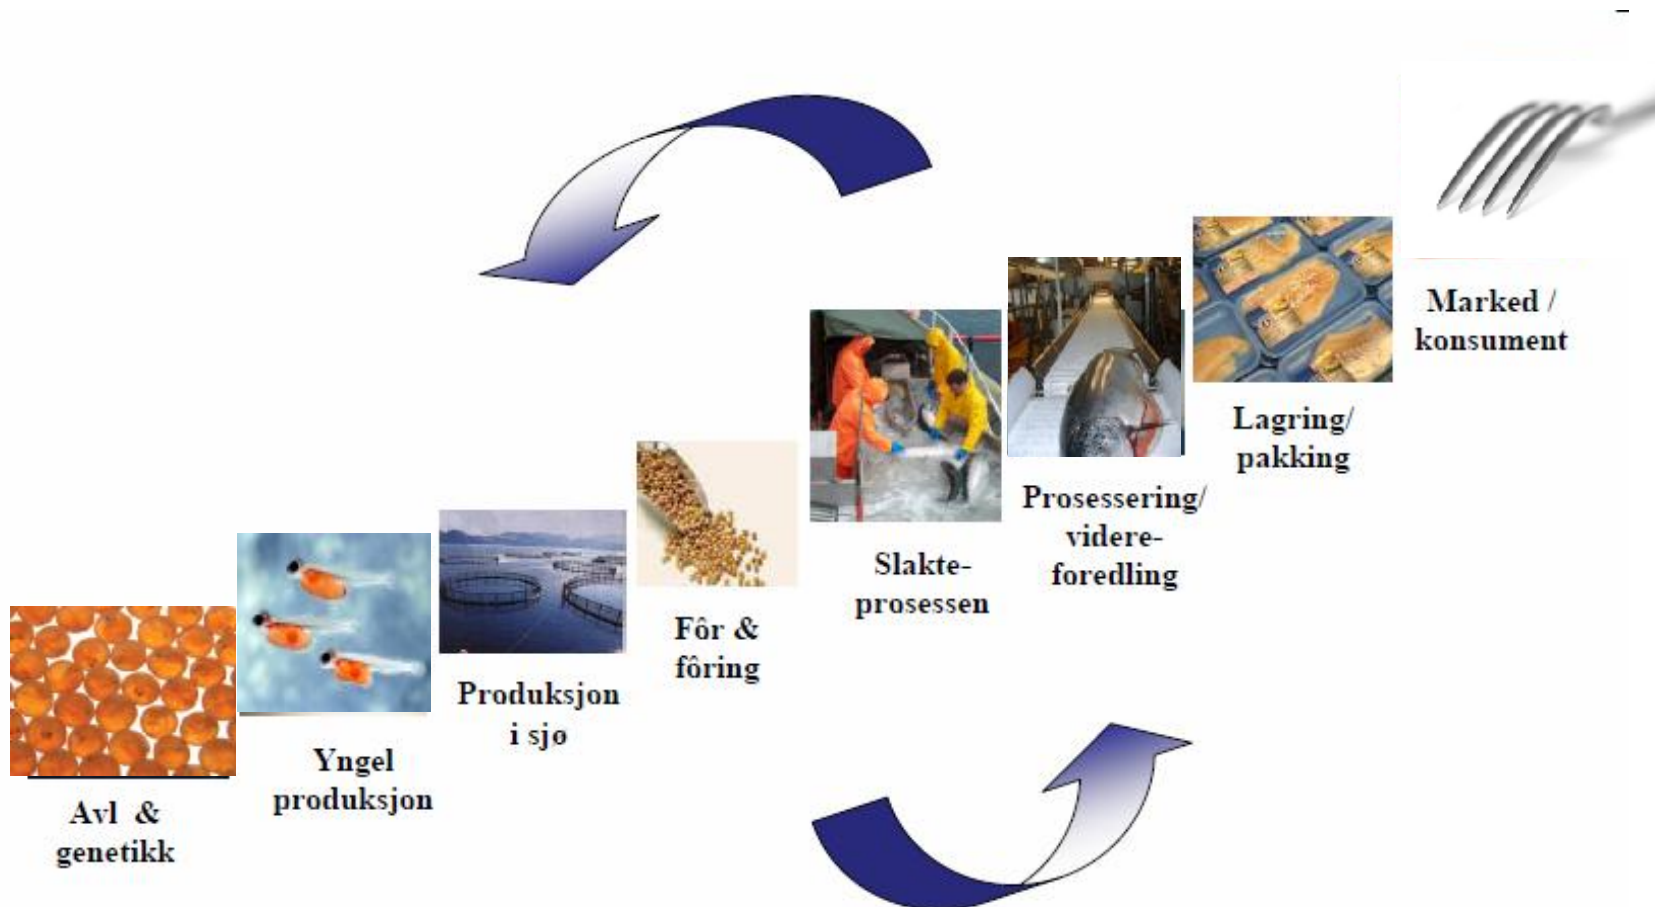 Avl &
genetikk
Yngel
produksjon
Produksjon
i sjø
Fôr &
fôring
Slakte-
prosessen
Prosessering/
videre-
foredling
Lagring/
pakking
Marked /
konsument